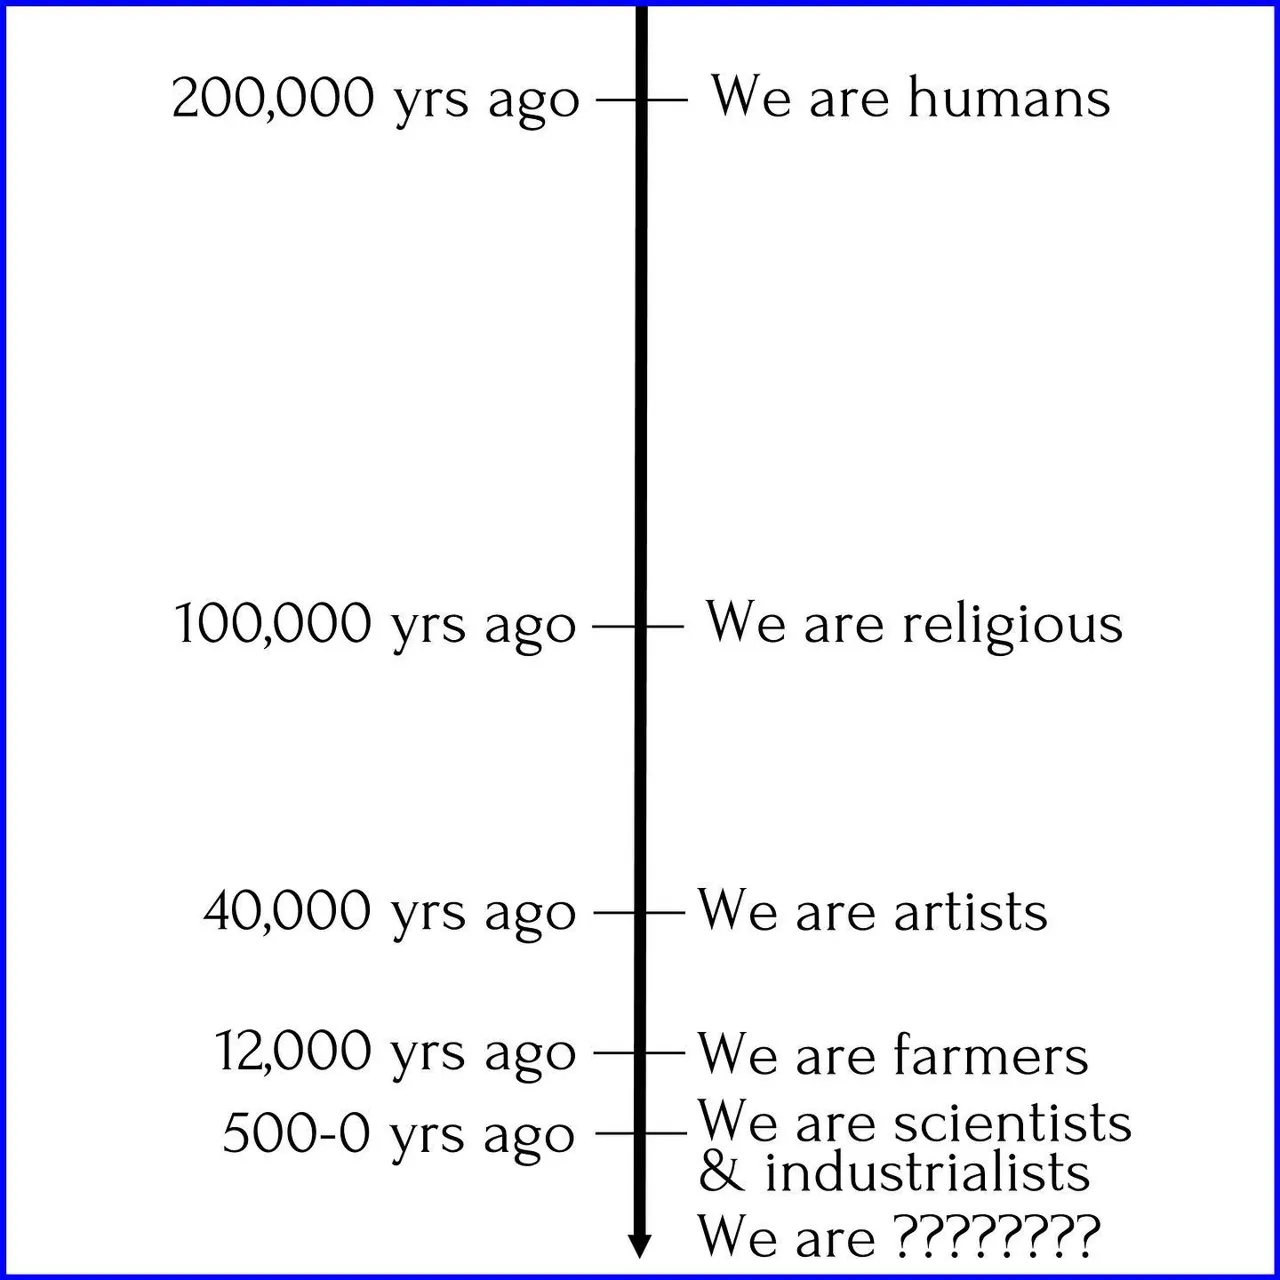 200,000 yrs ago We are humans
100,000 yrs ago We are religious
40,000 yrs ago We are artists
12,000 yrs ago We are farmers
500-0 yrs ago We are scientists
& industrialists
We are ????????